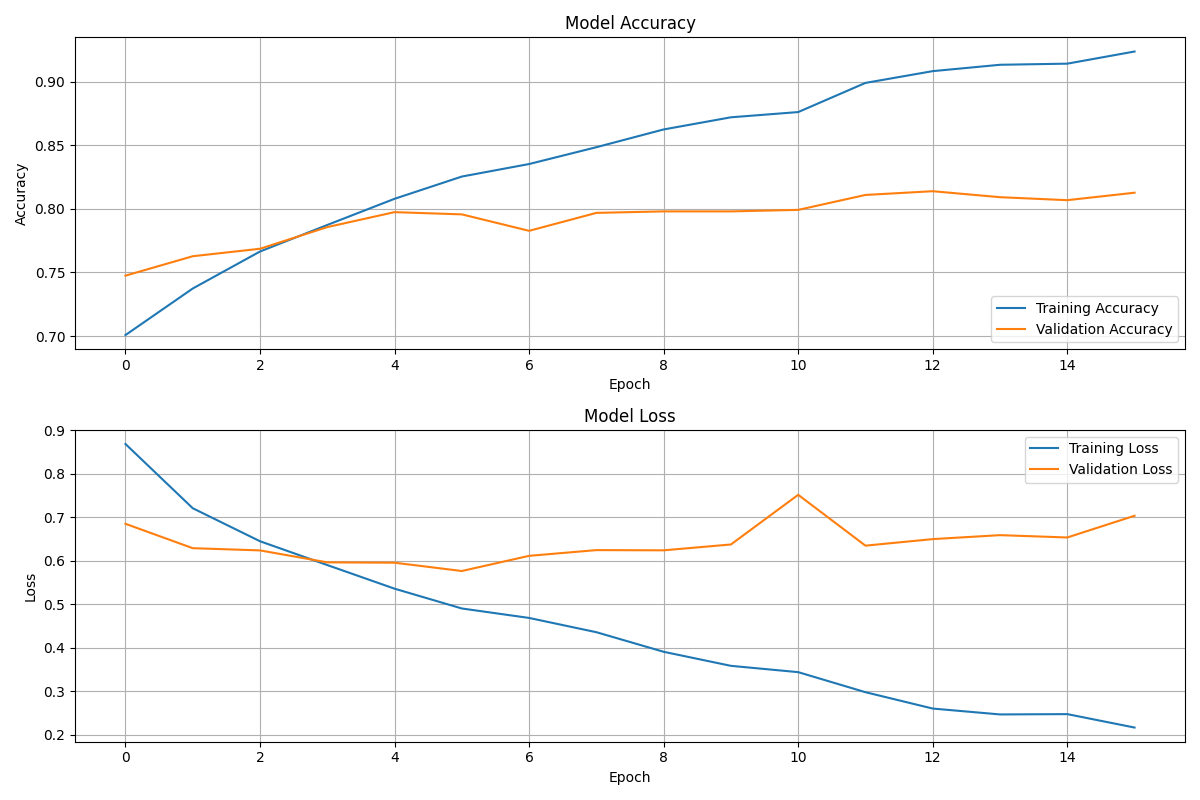 Model Accuracy
Accuracy
0.90
0.85
0.80
0.75
0.70
Training Accuracy
Validation Accuracy
0 2 4 6 8 10 12 14
Epoch
Model Loss
Loss
0.9
0.8
0.7
0.6
0.5
0.4
0.3
0.2
Training Loss
Validation Loss
0 2 4 6 8 10 12 14
Epoch